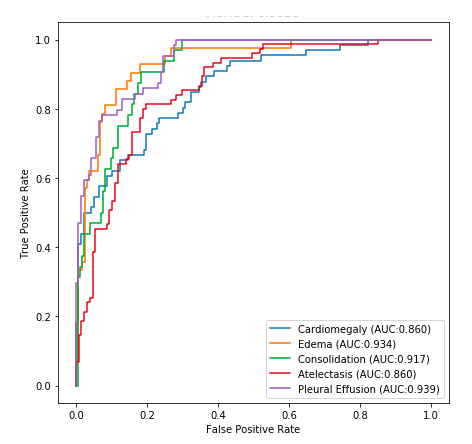 1.0
0.8
0.6
0.4
0.2
0.0
True Positive Rate
Cardiomegaly (AUC:0.860)
Edema (AUC:0.934)
Consolidation (AUC:0.917)
Atelectasis (AUC:0.860)
Pleural Effusion (AUC:0.939)
0.0 0.2 0.4 0.6 0.8 1.0
False Positive Rate